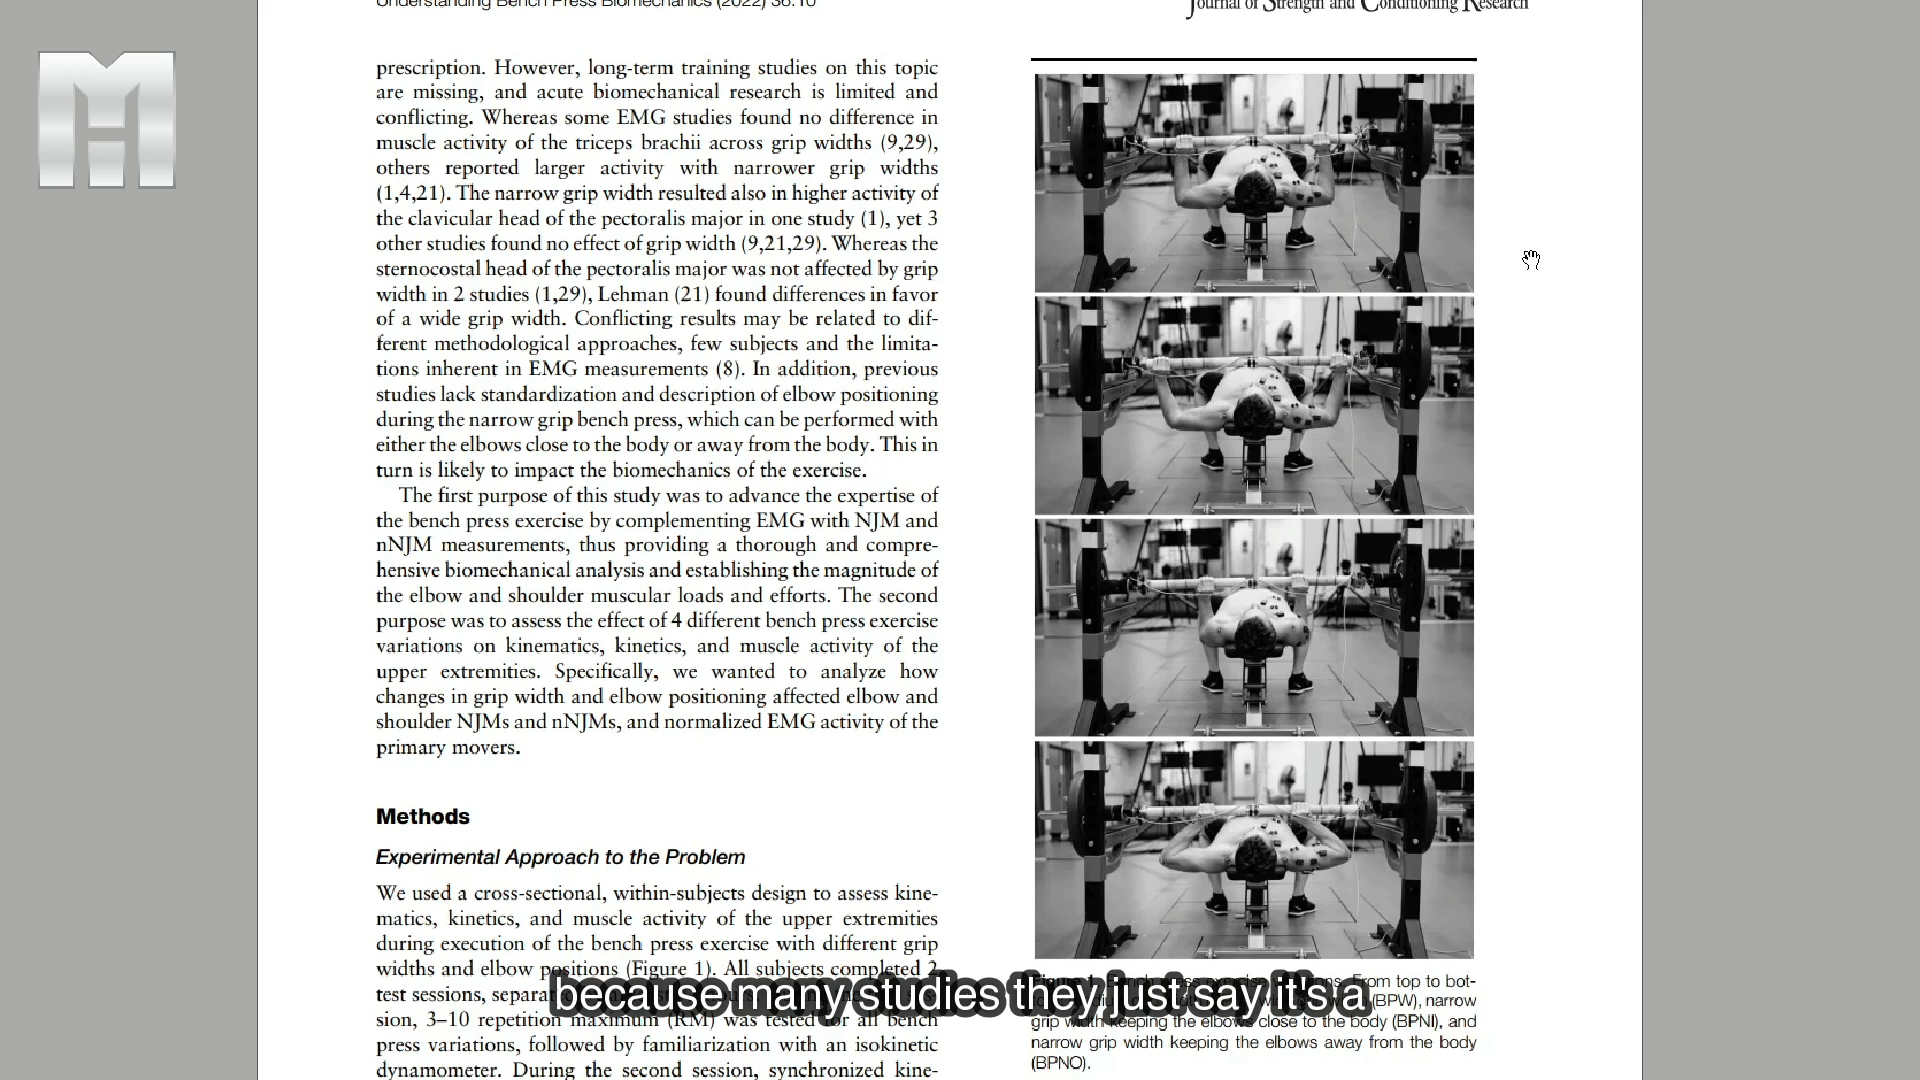 Understanding Bench Press Biomechanics (2022) 36:10
Journal of Strength and Conditioning Research
prescription. However, long-term training studies on this topic
are missing, and acute biomechanical research is limited and
conflicting. Whereas some EMG studies found no difference in
muscle activity of the triceps brachii across grip widths (9,29),
others reported larger activity with narrower grip widths
(1,4,21). The narrow grip width resulted also in higher activity of
the clavicular head of the pectoralis major in one study (1), yet 3
other studies found no effect of grip width (9,21,29). Whereas the
sternocostal head of the pectoralis major was not affected by grip
width in 2 studies (1,29), Lehman (21) found differences in favor
of a wide grip width. Conflicting results may be related to dif-
ferent methodological approaches, few subjects and the limita-
tions inherent in EMG measurements (8). In addition, previous
studies lack standardization and description of elbow positioning
during the narrow grip bench press, which can be performed with
either the elbows close to the body or away from the body. This in
turn is likely to impact the biomechanics of the exercise.
The first purpose of this study was to advance the expertise of
the bench press exercise by complementing EMG with NJM and
nNJM measurements, thus providing a thorough and compre-
hensive biomechanical analysis and establishing the magnitude of
the elbow and shoulder muscular loads and efforts. The second
purpose was to assess the effect of 4 different bench press exercise
variations on kinematics, kinetics, and muscle activity of the
upper extremities. Specifically, we wanted to analyze how
changes in grip width and elbow positioning affected elbow and
shoulder NJMs and nNJMs, and normalized EMG activity of the
primary movers.
Methods
Experimental Approach to the Problem
We used a cross-sectional, within-subjects design to assess kine-
matics, kinetics, and muscle activity of the upper extremities
during execution of the bench press exercise with different grip
widths and elbow positions (Figure 1). All subjects completed 2
test sessions,
sion, 3–10 repetition maximum (RM) was tested for all bench
press variations, followed by familiarization with an isokinetic
dynamometer. During the second session, synchronized kine-
Figure 1. Bench press exercise From top to bot-
(BPW), narrow
grip width keeping the elbows close to the body (BPNI), and
narrow grip width keeping the elbows away from the body
(BPNO).
because many studies they just say it's a